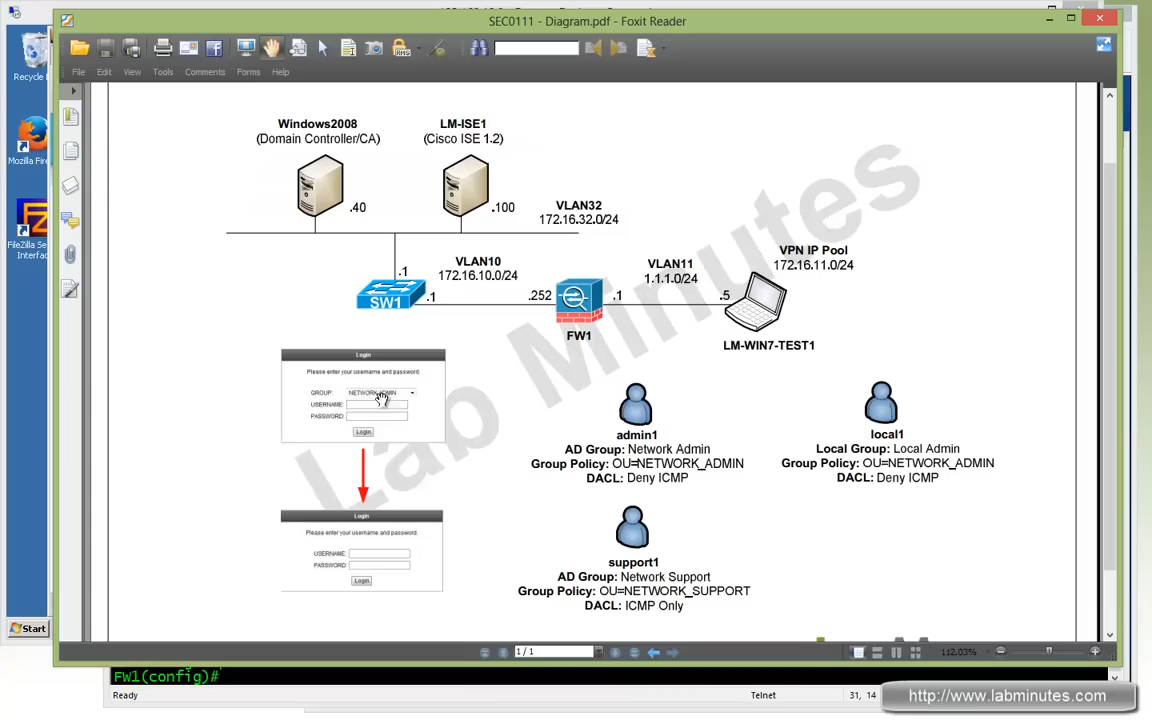 SEC0111 - Diagram.pdf - Foxit Reader
File Edit View Tools Comments Forms Help
Recycle
Mozilla Fire
FileZilla Se
Interfac
Start
Windows2008
(Domain Controller/CA)
LM-ISE1
(Cisco ISE 1.2)
.40
.100
VLAN32
172.16.32.0/24
.1
VLAN10
172.16.10.0/24
VLAN11
1.1.1.0/24
VPN IP Pool
172.16.11.0/24
SW1
.1
.252
.1
.5
FW1
LM-WIN7-TEST1
Lab Minutes
Login
Please enter your username and password.
GROUP: NETWORK_ADMIN
USERNAME:
PASSWORD:
Login
Login
Please enter your username and password.
USERNAME:
PASSWORD:
Login
admin1
AD Group: Network Admin
Group Policy: OU=NETWORK_ADMIN
DACL: Deny ICMP
local1
Local Group: Local Admin
Group Policy: OU=NETWORK_ADMIN
DACL: Deny ICMP
support1
AD Group: Network Support
Group Policy: OU=NETWORK_SUPPORT
DACL: ICMP Only
1 / 1
112.03%
FW1(config)#
Ready
Telnet
31, 14
http://www.labminutes.com